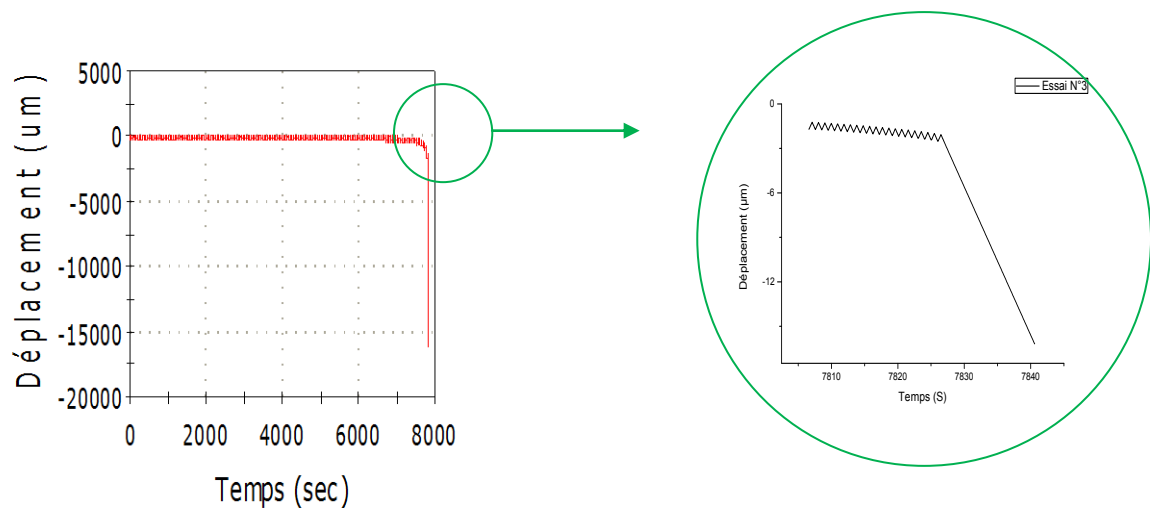 Déplacement (um)
5000
0
-5000
-10000
-15000
-20000
0 2000 4000 6000 8000
Temps (sec)
Essai N°3
Déplacement (µm)
0
-6
-12
7810 7820 7830 7840
Temps (S)